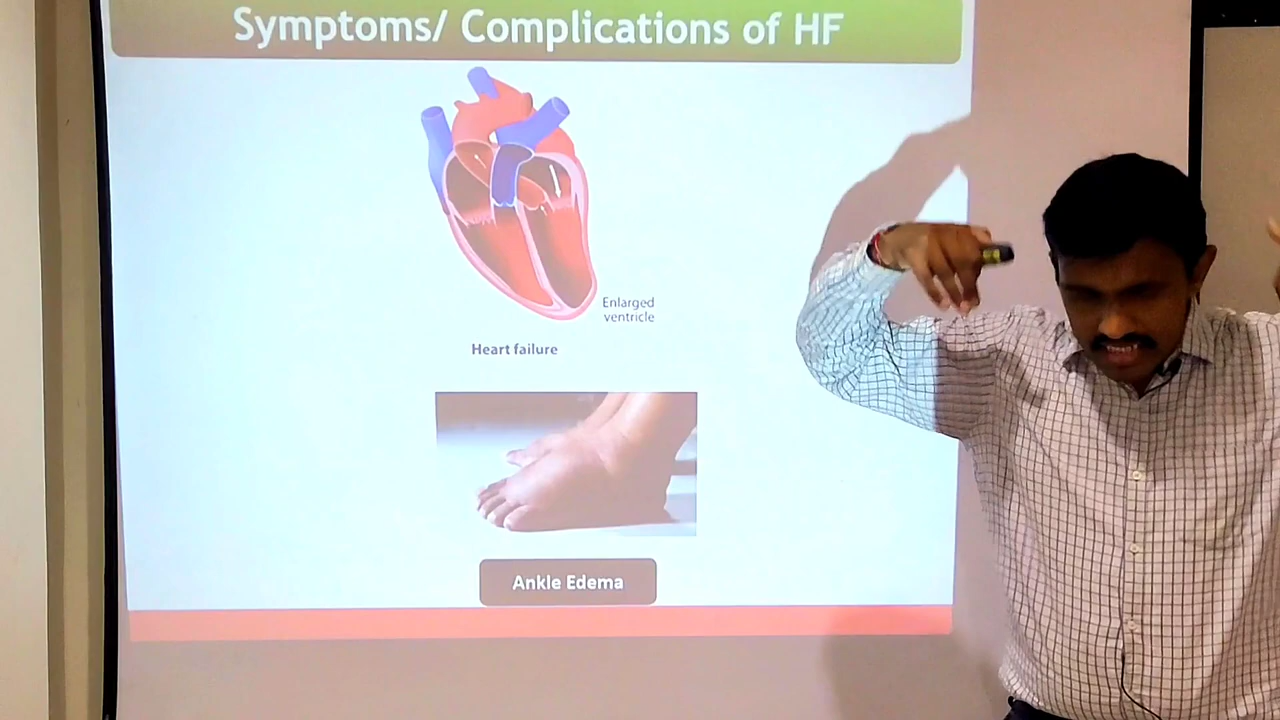 Symptoms/ Complications of HF
Enlarged
ventricle
Heart failure
Ankle Edema